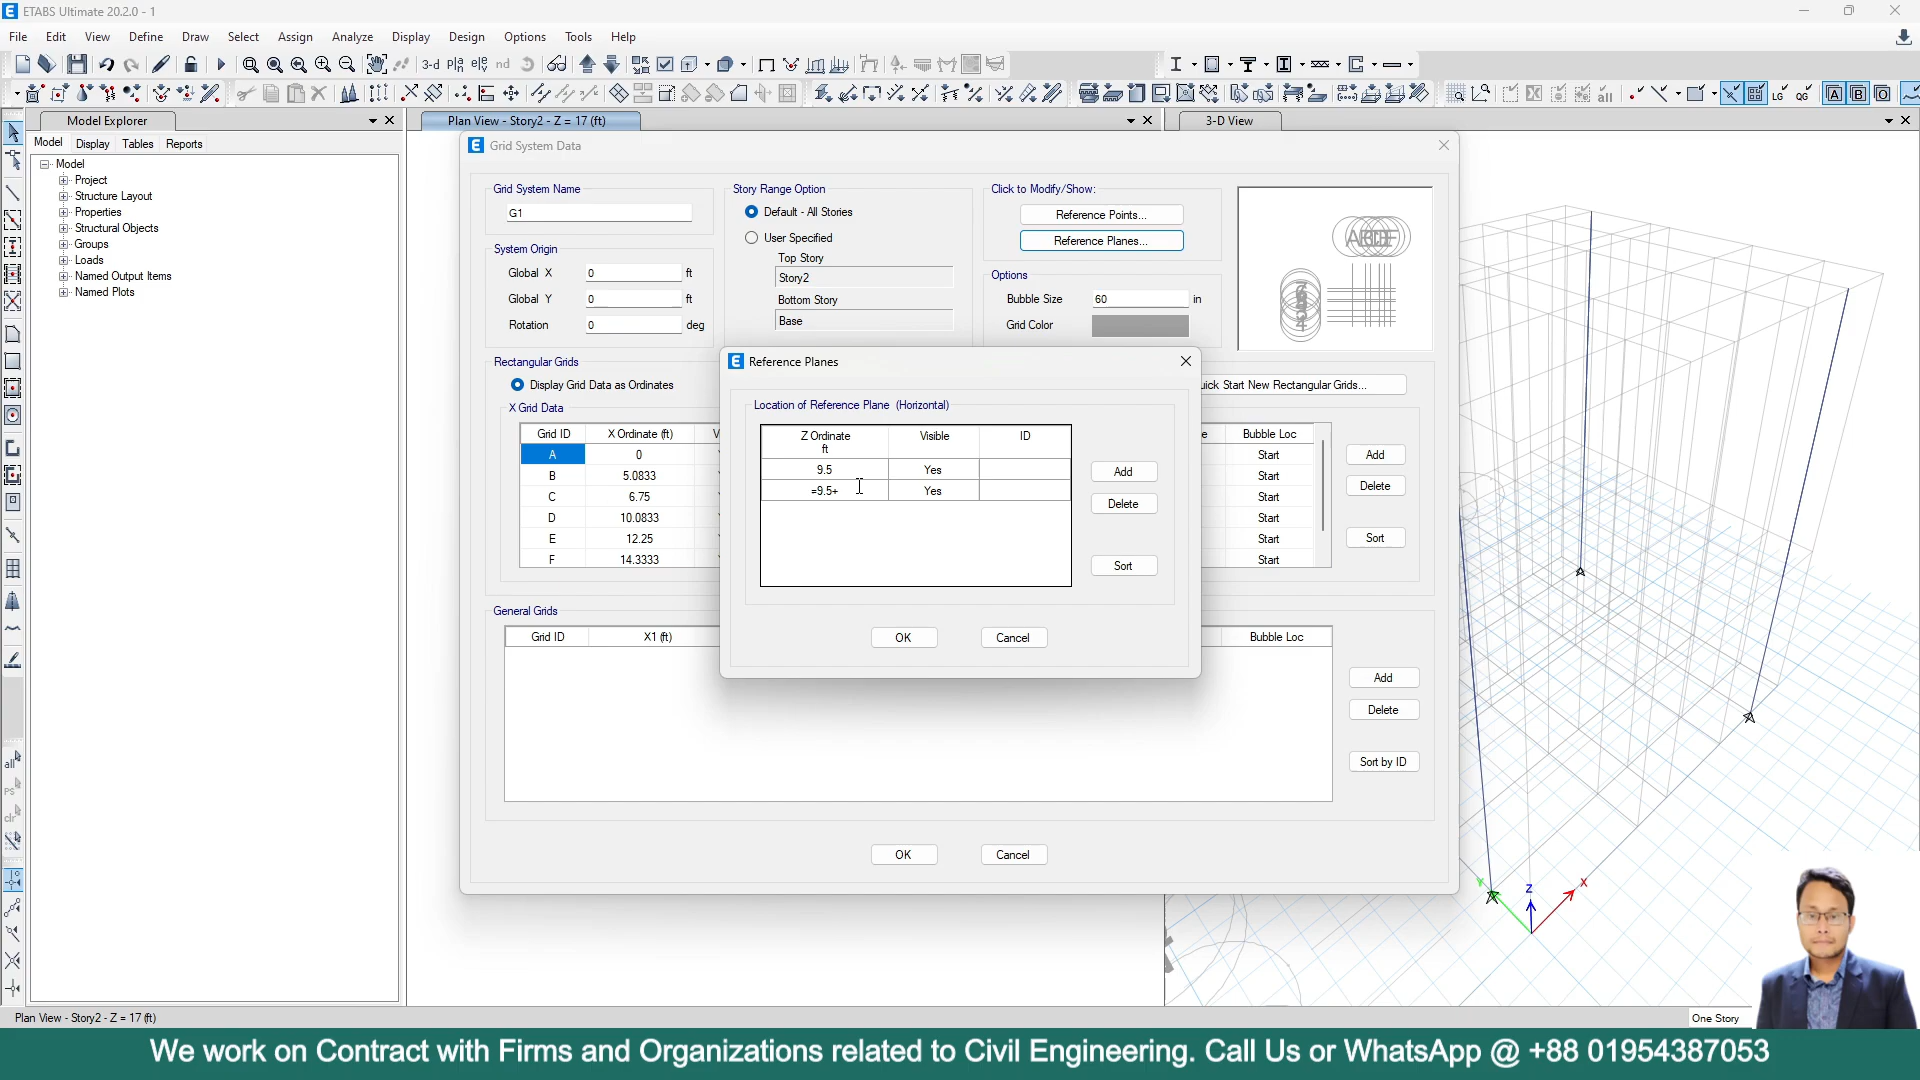 ETABS Ultimate 20.2.0 - 1
File Edit View Define Draw Select Assign Analyze Display Design Options Tools Help
3-d
nd
Model Explorer
Plan View - Story2 - Z = 17 (ft)
3-D View
Model Display Tables Reports
Model
Project
Structure Layout
Properties
Structural Objects
Groups
Loads
Named Output Items
Named Plots
all
ps
clr
Grid System Data
Grid System Name
G1
System Origin
Global X 0 ft
Global Y 0 ft
Rotation 0 deg
Story Range Option
Default - All Stories
User Specified
Top Story
Story2
Bottom Story
Base
Click to Modify/Show:
Reference Points...
Reference Planes...
Options
Bubble Size 60 in
Grid Color
Rectangular Grids
Display Grid Data as Ordinates
uick Start New Rectangular Grids...
X Grid Data
Grid ID X Ordinate (ft)
A 0
B 5.0833
C 6.75
D 10.0833
E 12.25
F 14.3333
Bubble Loc
Start
Start
Start
Start
Start
Start
Add
Delete
Sort
Reference Planes
Location of Reference Plane (Horizontal)
Z Ordinate
ft
Visible
ID
9.5 Yes
=9.5+ Yes
Add
Delete
Sort
OK Cancel
General Grids
Grid ID X1 (ft) Bubble Loc
Add
Delete
Sort by ID
OK Cancel
Y Z X
Plan View - Story2 - Z = 17 (ft)
One Story
We work on Contract with Firms and Organizations related to Civil Engineering. Call Us or WhatsApp @ +88 01954387053